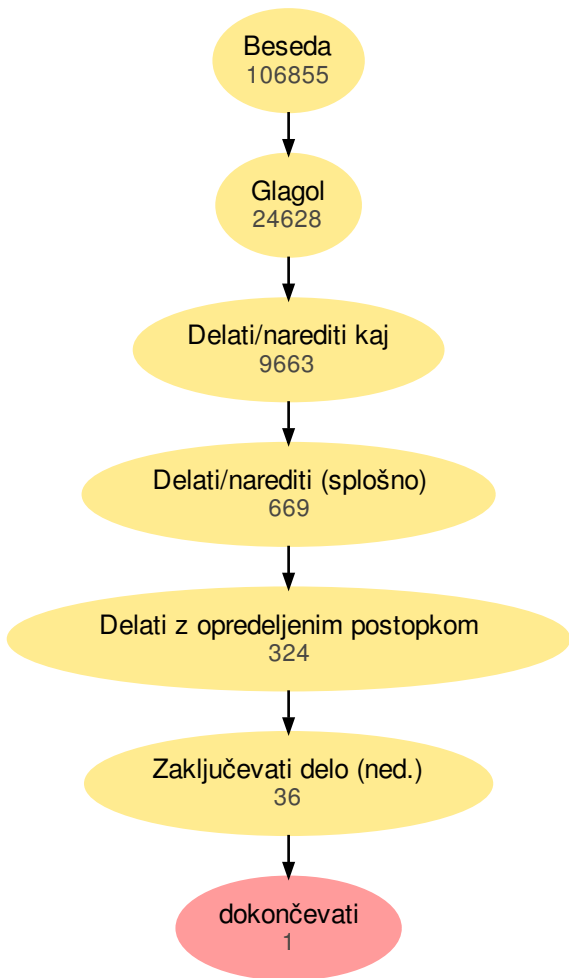 Beseda
106855
Glagol
24628
Delati/narediti kaj
9663
Delati/narediti (splošno)
669
Delati z opredeljenim postopkom
324
Zaključevati delo (ned.)
36
dokončevati
1